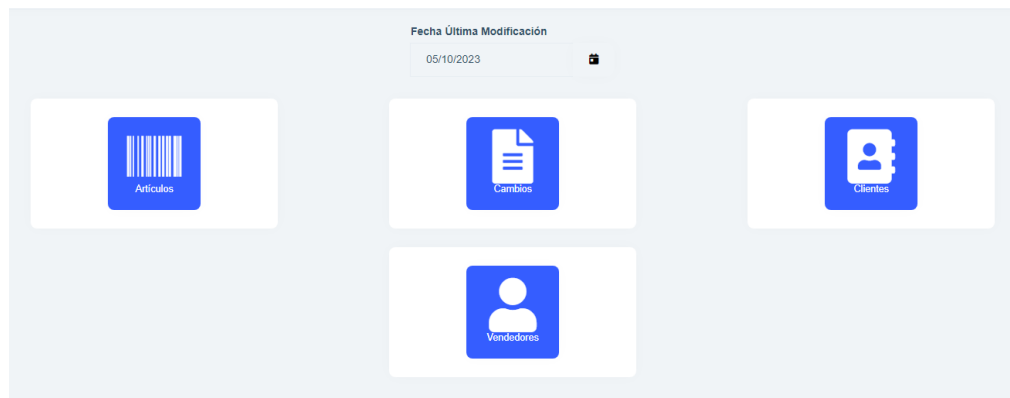 Fecha Última Modificación
05/10/2023
Artículos
Cambios
Clientes
Vendedores